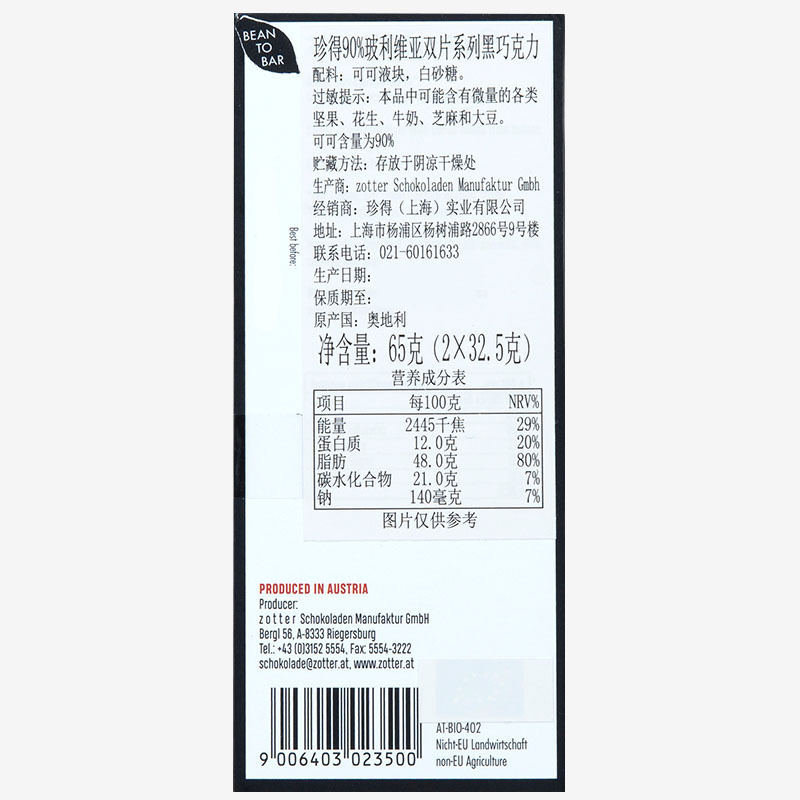 BEAN
TO
BAR
珍得90%玻利维亚双片系列黑巧克力
配料：可可液块，白砂糖。
过敏提示：本品中可能含有微量的各类
坚果、花生、牛奶、芝麻和大豆。
可可含量为90%
贮藏方法：存放于阴凉干燥处
生产商：zotter Schokoladen Manufaktur Gmbh
经销商：珍得（上海）实业有限公司
地址：上海市杨浦区杨树浦路2866号9号楼
联系电话：021-60161633
生产日期：
保质期至：
原产国：奥地利
净含量：65克（2×32.5克）
Best before:
营养成分表
项目 每100克 NRV%
能量 2445千焦 29%
蛋白质 12.0克 20%
脂肪 48.0克 80%
碳水化合物 21.0克 7%
钠 140毫克 7%
图片仅供参考
PRODUCED IN AUSTRIA
Producer:
zotter Schokoladen Manufaktur GmbH
Bergl 56, A-8333 Riegersburg
Tel.: +43 (0)3152 5554, Fax: 5554-3222
schokolade@zotter.at, www.zotter.at
9 006403 023500
AT-BIO-402
Nicht-EU Landwirtschaft
non-EU Agriculture